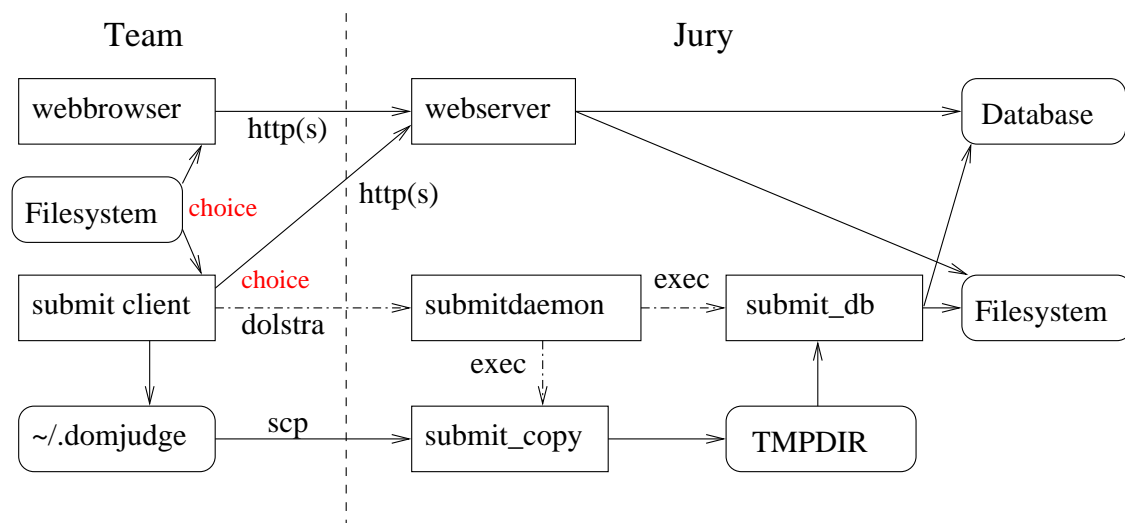 Team
Jury
webbrowser
http(s)
webserver
Database
Filesystem
choice
http(s)
submit client
choice
dolstra
submitdaemon
exec
submit_db
Filesystem
exec
~/.domjudge
scp
submit_copy
TMPDIR